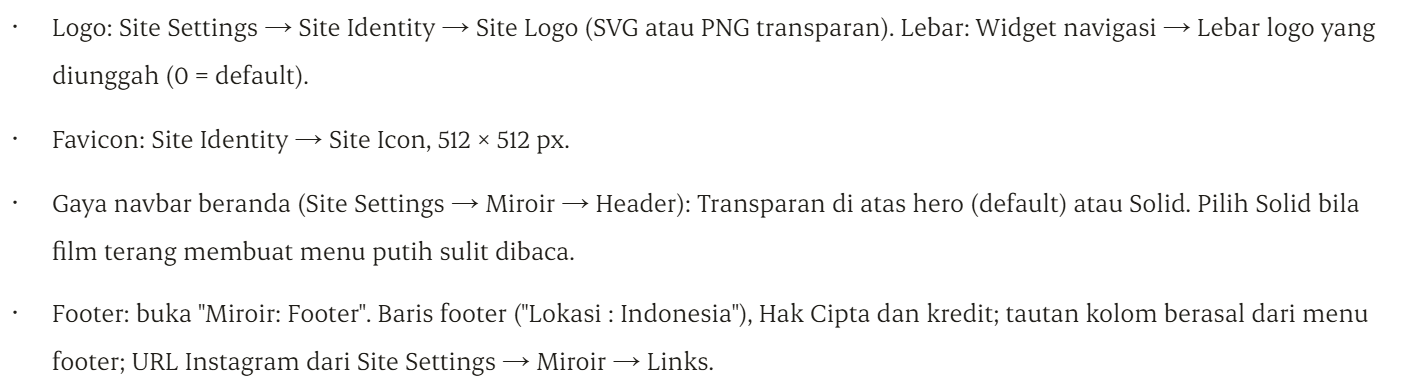 · Logo: Site Settings → Site Identity → Site Logo (SVG atau PNG transparan). Lebar: Widget navigasi → Lebar logo yang
diunggah (0 = default).
· Favicon: Site Identity → Site Icon, 512 × 512 px.
· Gaya navbar beranda (Site Settings → Miroir → Header): Transparan di atas hero (default) atau Solid. Pilih Solid bila
film terang membuat menu putih sulit dibaca.
· Footer: buka "Miroir: Footer". Baris footer ("Lokasi : Indonesia"), Hak Cipta dan kredit; tautan kolom berasal dari menu
footer; URL Instagram dari Site Settings → Miroir → Links.